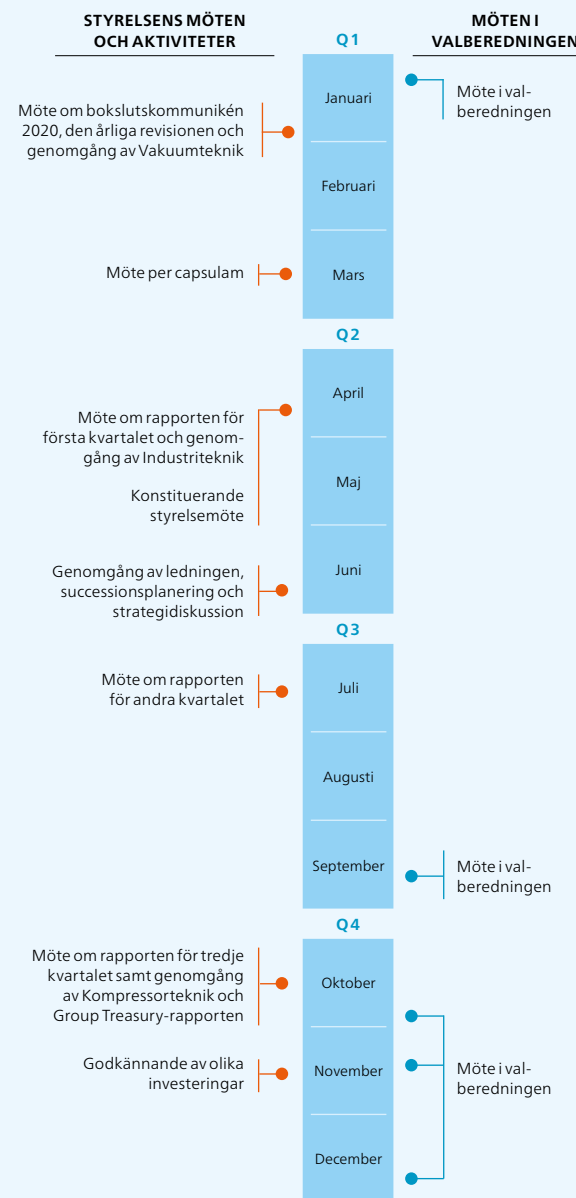 STYRELSENS MÖTEN
OCH AKTIVITETER
MÖTEN I
VALBEREDNINGEN
Q1
Januari
Möte i val-
beredningen
Möte om bokslutskommunikén
2020, den årliga revisionen och
genomgång av Vakuumteknik
Februari
Möte per capsulam
Mars
Q2
April
Möte om rapporten för
första kvartalet och genom-
gång av Industriteknik
Maj
Konstituerande
styrelsemöte
Juni
Genomgång av ledningen,
successionsplanering och
strategidiskussion
Q3
Juli
Möte om rapporten
för andra kvartalet
Augusti
September
Möte i val-
beredningen
Q4
Möte om rapporten för tredje
kvartalet samt genomgång
av Kompressorteknik och
Group Treasury-rapporten
Oktober
Godkännande av olika
investeringar
November
Möte i val-
beredningen
December